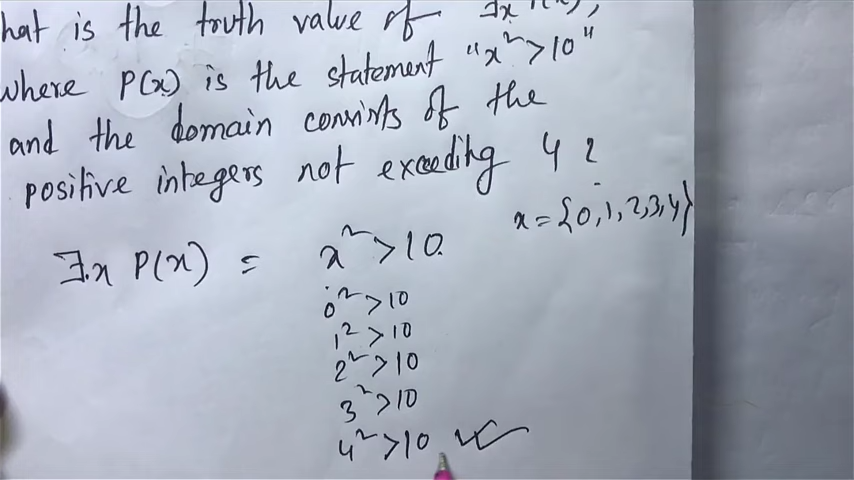 hat is the truth value of ∃x P(x),
where P(x) is the statement "x² > 10"
and the domain consists of the
positive integers not exceeding 4 ?
x = {0, 1, 2, 3, 4}
∃x P(x) = x² > 10.
0² > 10
1² > 10
2² > 10
3² > 10
4² > 10 ✓